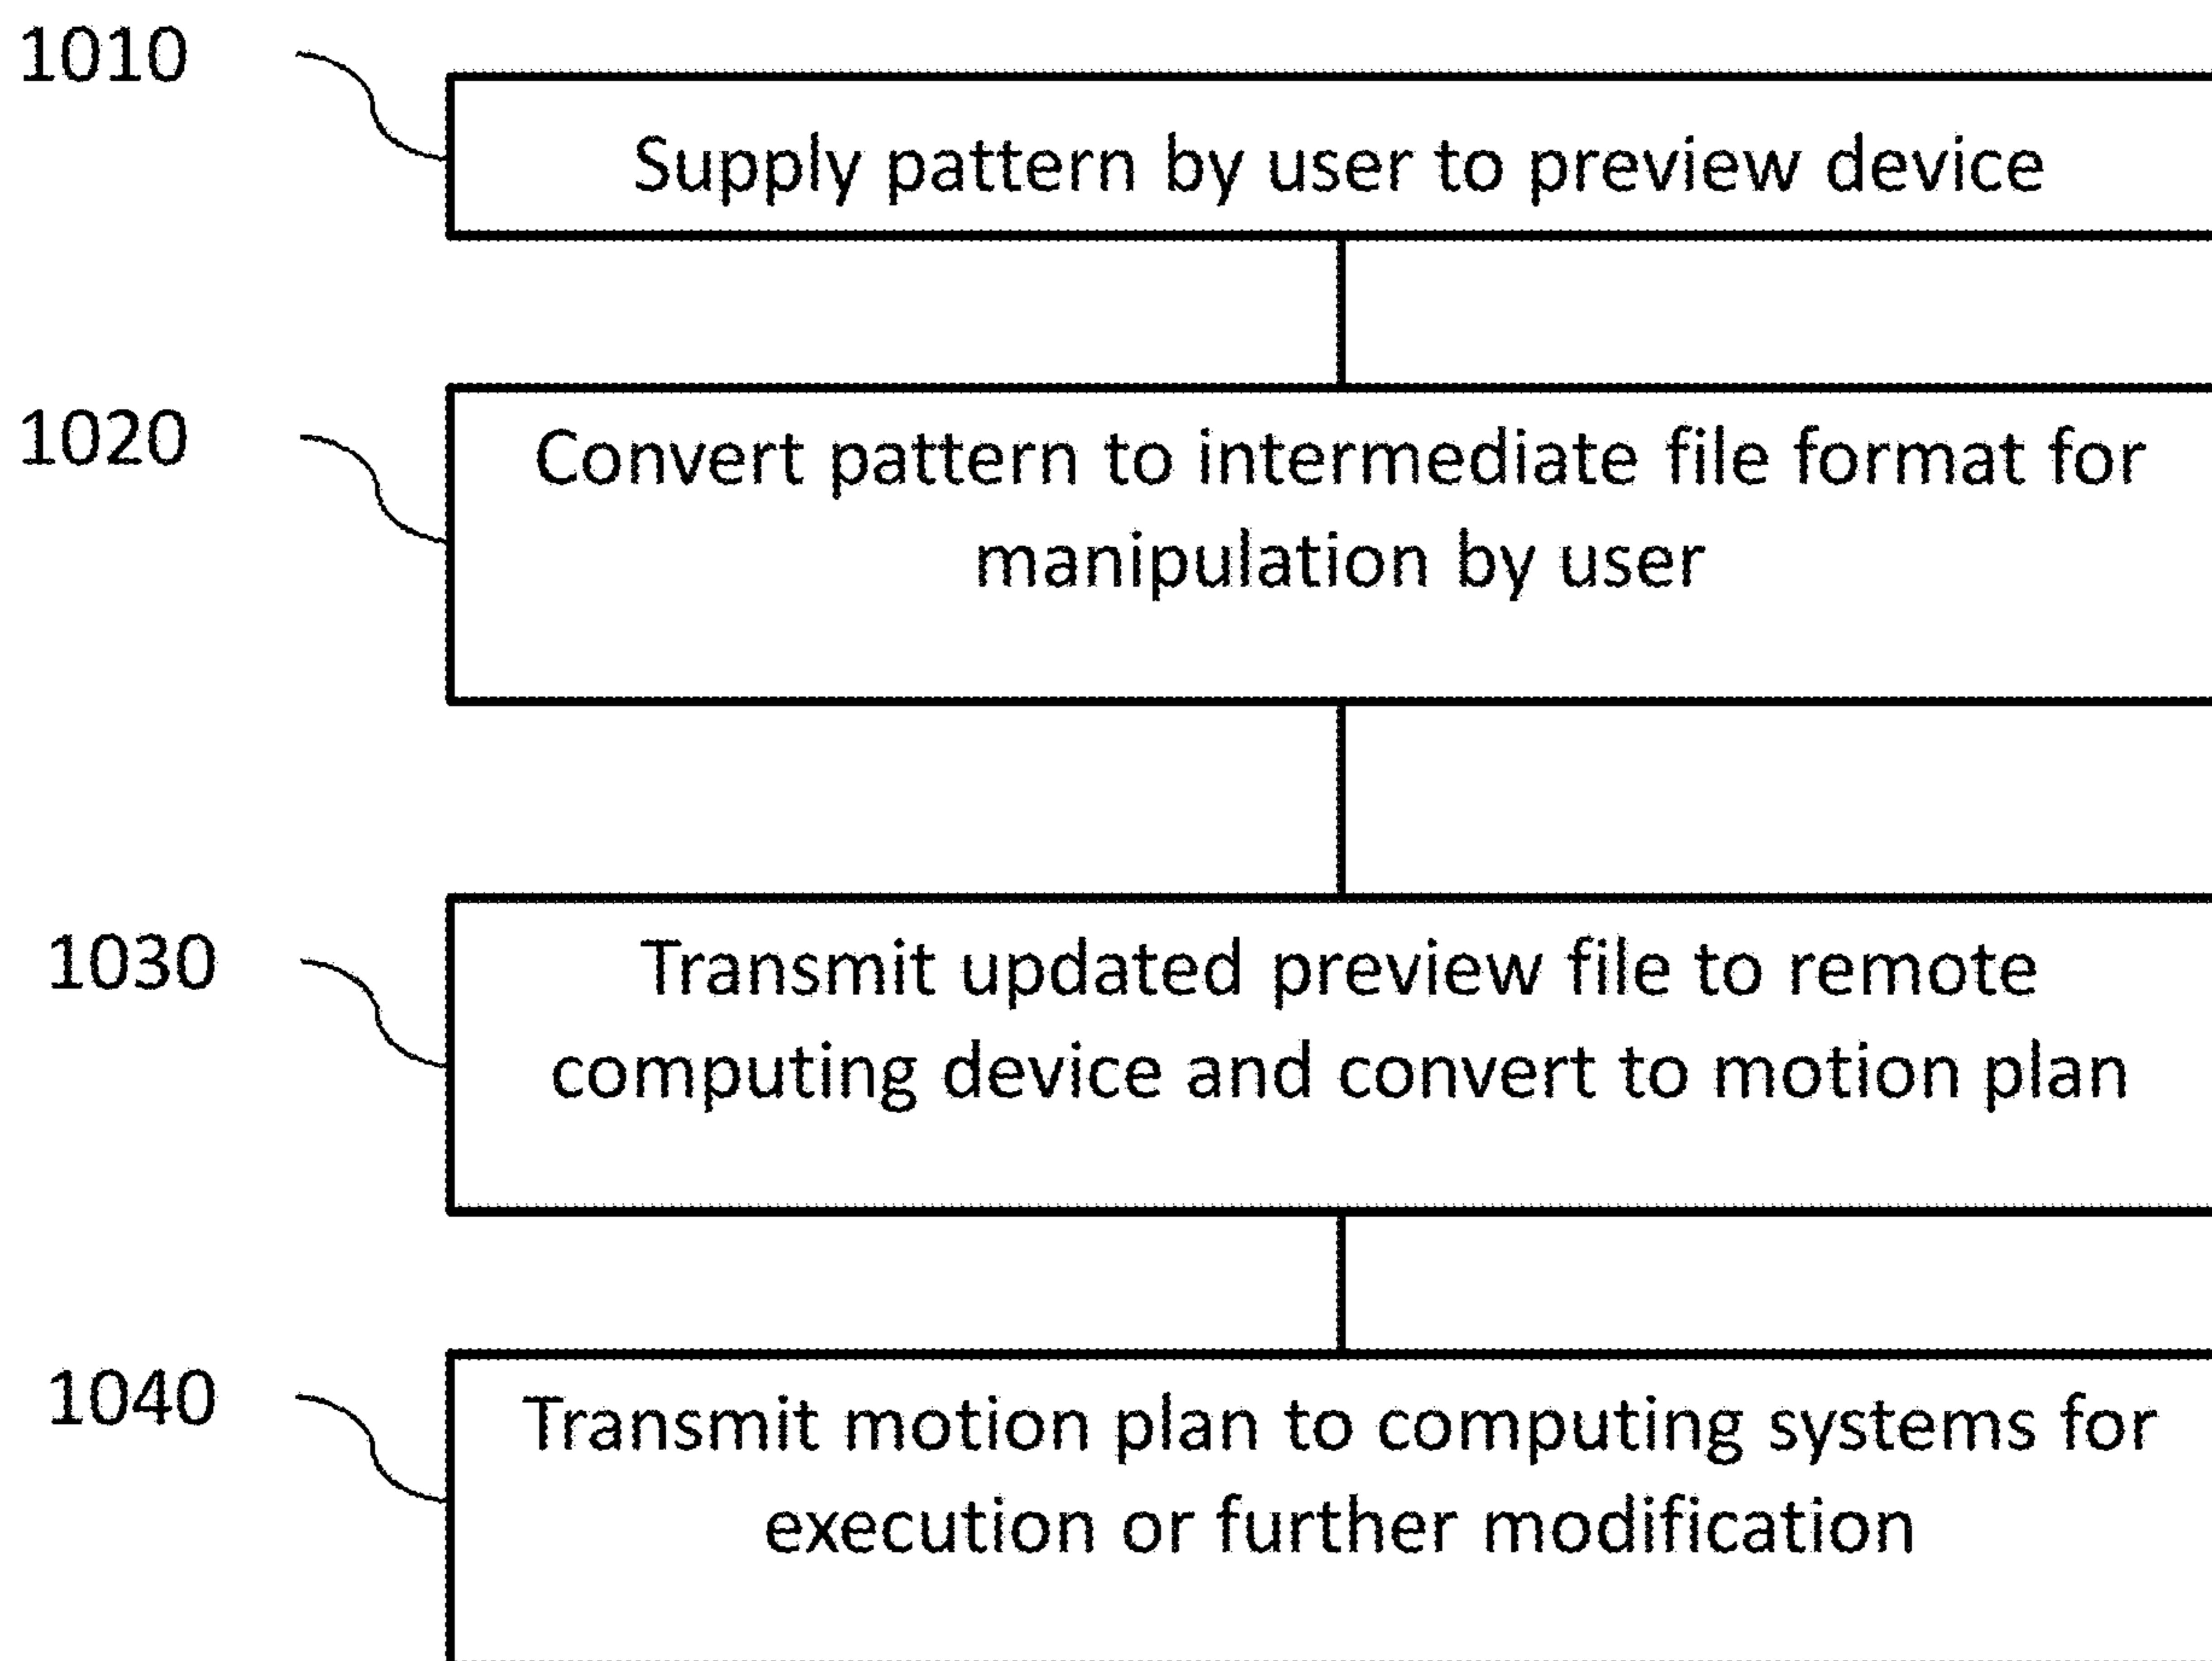 1010
Supply pattern by user to preview device
1020
Convert pattern to intermediate file format for
manipulation by user
1030
Transmit updated preview file to remote
computing device and convert to motion plan
1040
Transmit motion plan to computing systems for
execution or further modification